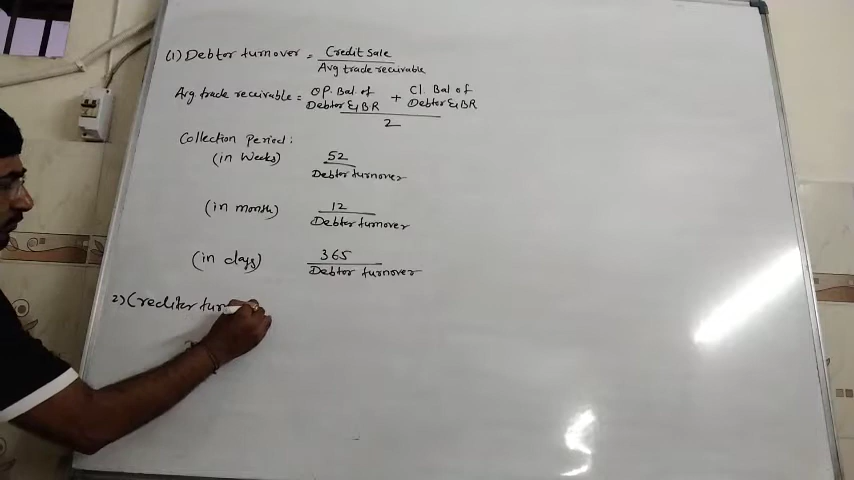 (1) Debtor turnover = Credit sale
Avg trade receivable
Avg trade receivable = OP. Bal of Debtor & BR + Cl. Bal of Debtor & BR
2
Collection Period:
(in Weeks) 52
Debtor turnover
(in month) 12
Debtor turnover
(in days) 365
Debtor turnover
2) Creditor tur